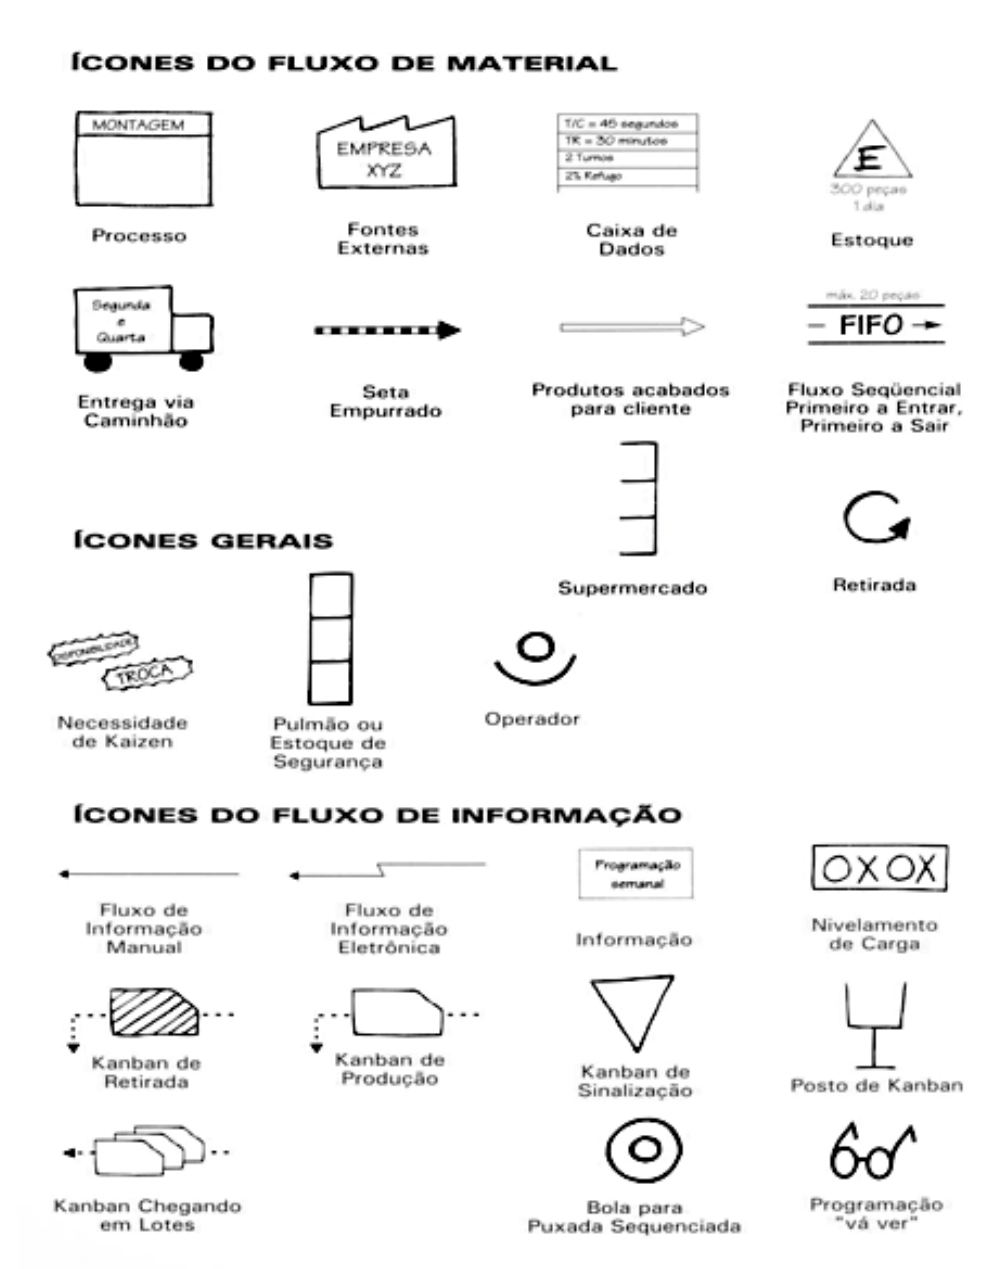 ÍCONES DO FLUXO DE MATERIAL
MONTAGEM
Processo
EMPRESA
XYZ
Fontes
Externas
T/C = 45 segundos
TR = 30 minutos
2 Turnos
2% Refugo
Caixa de
Dados
E
300 peças
1 dia
Estoque
Segunda
e
Quarta
Entrega via
Caminhão
Seta
Empurrado
Produtos acabados
para cliente
máx. 20 peças
FIFO
Fluxo Seqüencial
Primeiro a Entrar,
Primeiro a Sair
Supermercado
Retirada
ÍCONES GERAIS
DISPONIBILIDADE
TROCA
Necessidade
de Kaizen
Pulmão ou
Estoque de
Segurança
Operador
ÍCONES DO FLUXO DE INFORMAÇÃO
Fluxo de
Informação
Manual
Fluxo de
Informação
Eletrônica
Programação
semanal
Informação
OXOX
Nivelamento
de Carga
Kanban de
Retirada
Kanban de
Produção
Kanban de
Sinalização
Posto de Kanban
Kanban Chegando
em Lotes
Bola para
Puxada Sequenciada
Programação
"vá ver"